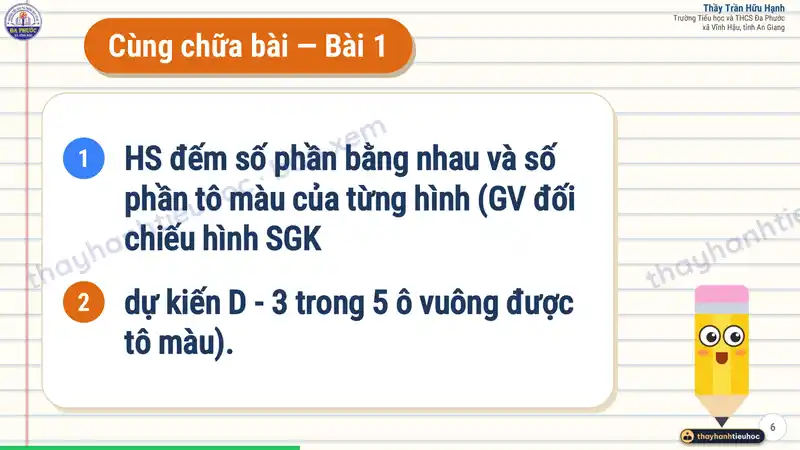 Thầy Trần Hữu Hạnh
Trường Tiểu học và THCS Đa Phước
xã Vĩnh Hậu, tỉnh An Giang
ĐA PHƯỚC
Cùng chữa bài – Bài 1
1
HS đếm số phần bằng nhau và số
phần tô màu của từng hình (GV đối
chiếu hình SGK
2
dự kiến D - 3 trong 5 ô vuông được
tô màu).
thayhanhtieuhoc
6